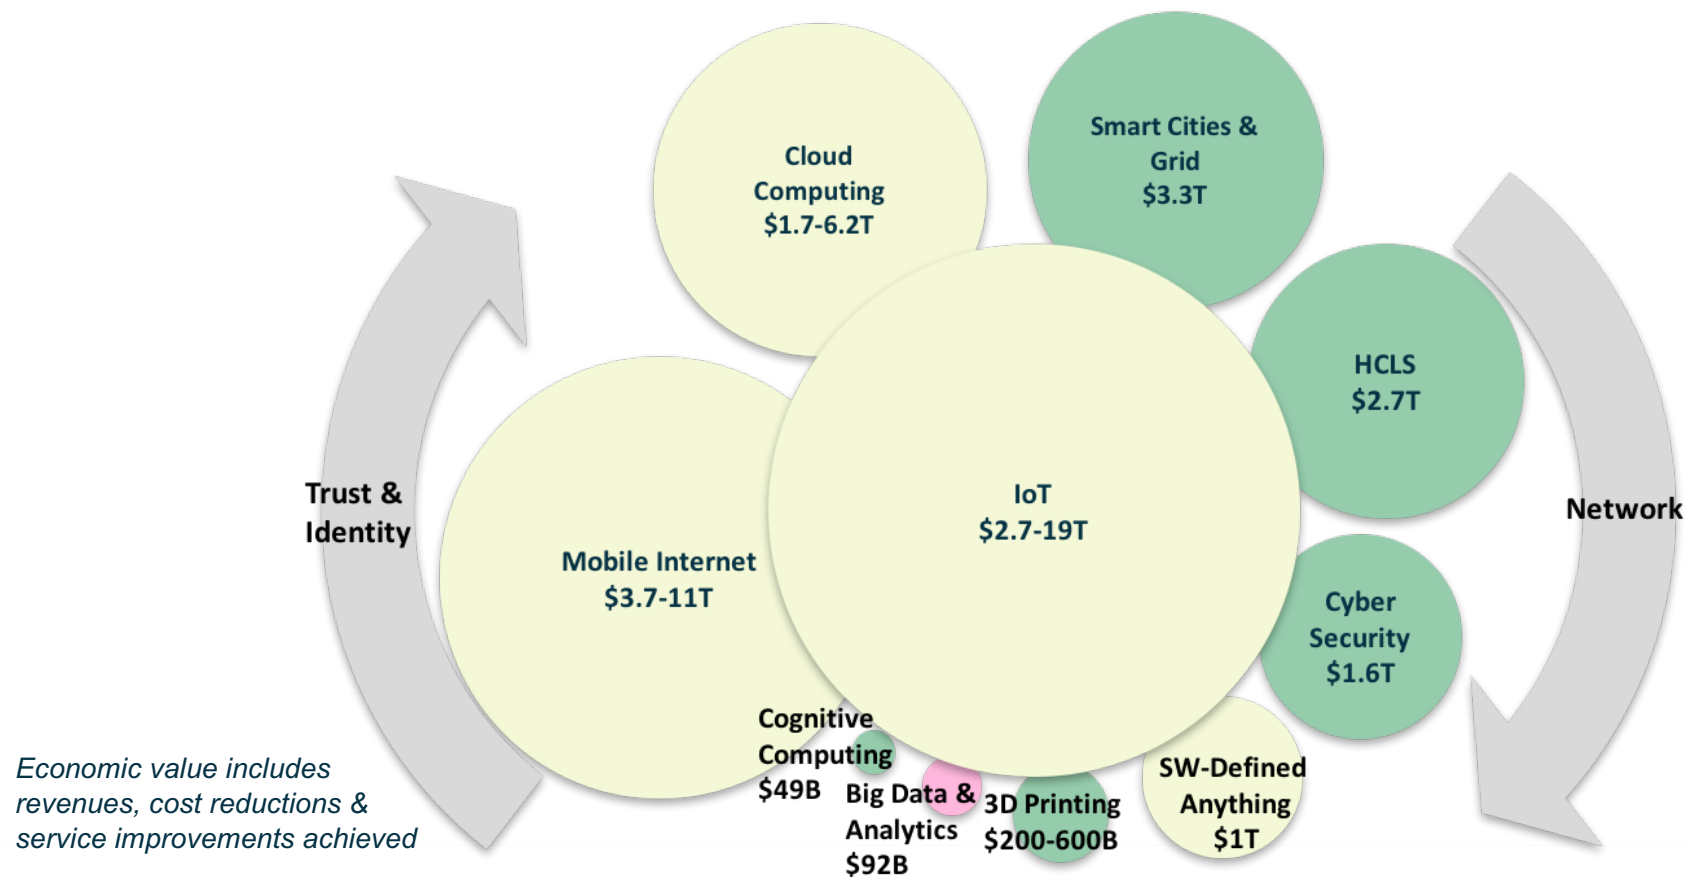 Cloud
Computing
$1.7-6.2T
Smart Cities &
Grid
$3.3T
HCLS
$2.7T
Trust &
Identity
Mobile Internet
$3.7-11T
IoT
$2.7-19T
Network
Cyber
Security
$1.6T
Cognitive
Computing
$49B
Big Data &
Analytics
$92B
3D Printing
$200-600B
SW-Defined
Anything
$1T
Economic value includes
revenues, cost reductions &
service improvements achieved